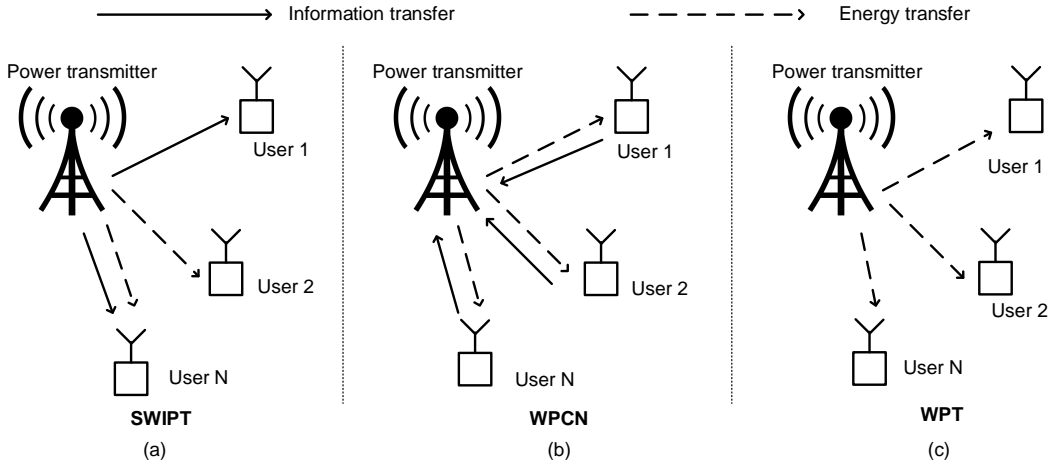 Information transfer
Energy transfer
Power transmitter
User 1
User 2
User N
SWIPT
(a)
Power transmitter
User 1
User 2
User N
WPCN
(b)
Power transmitter
User 1
User 2
User N
WPT
(c)